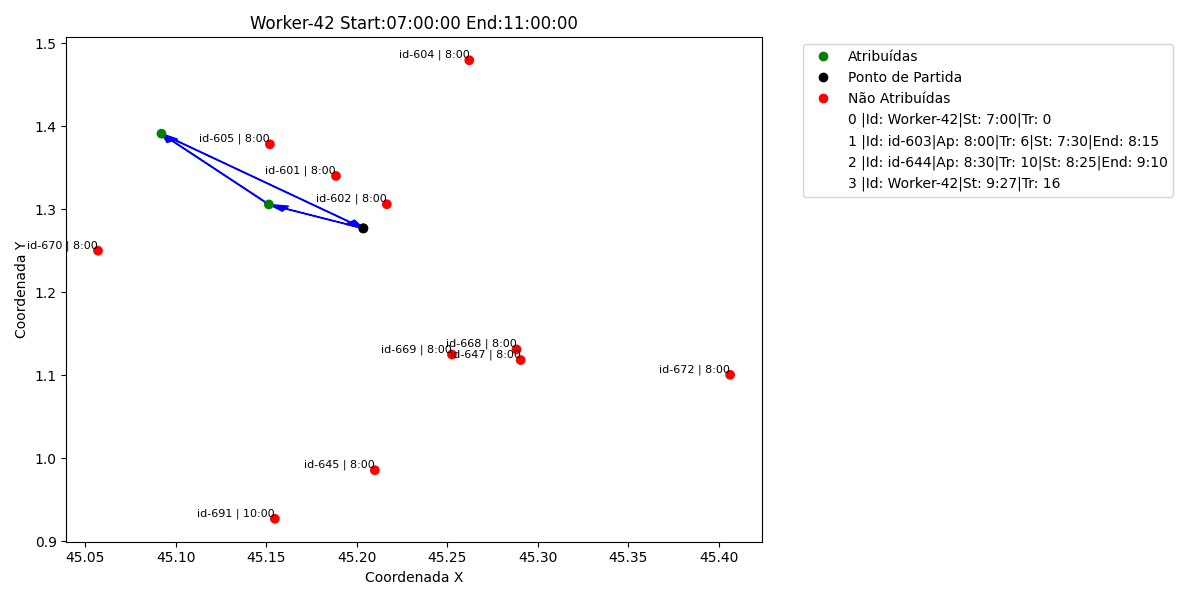 Worker-42 Start:07:00:00 End:11:00:00
1.5
1.4
1.3
1.2
1.1
1.0
0.9
Coordenada Y
id-604 | 8:00
id-605 | 8:00
id-601 | 8:00
id-602 | 8:00
id-670 | 8:00
id-668 | 8:00
id-669 | 8:00
id-647 | 8:00
id-672 | 8:00
id-645 | 8:00
id-691 | 10:00
45.05
45.10
45.15
45.20
45.25
45.30
45.35
45.40
Coordenada X
Atribuídas
Ponto de Partida
Não Atribuídas
0 |Id: Worker-42|St: 7:00|Tr: 0
1 |Id: id-603|Ap: 8:00|Tr: 6|St: 7:30|End: 8:15
2 |Id: id-644|Ap: 8:30|Tr: 10|St: 8:25|End: 9:10
3 |Id: Worker-42|St: 9:27|Tr: 16